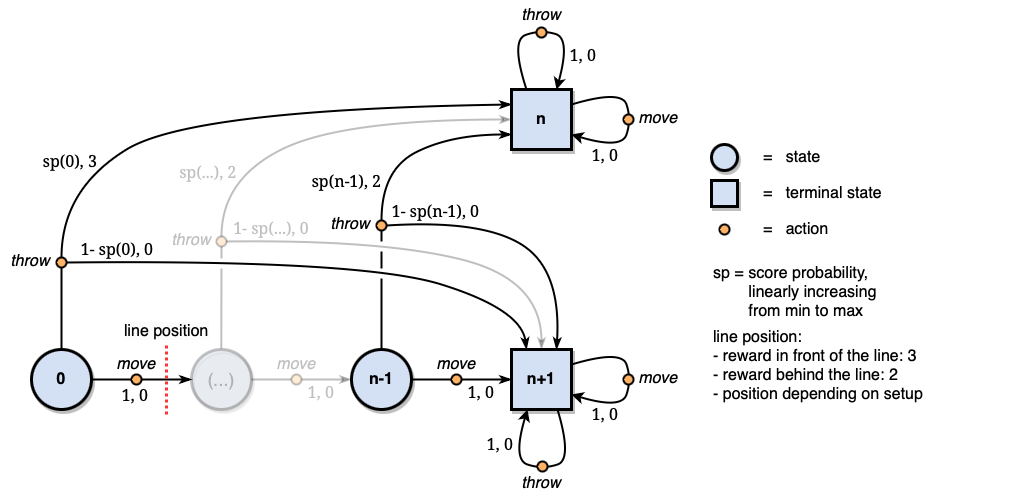 throw
1, 0
n
move
1, 0
sp(0), 3
sp(...), 2
sp(n-1), 2
throw
1- sp(n-1), 0
throw
1- sp(...), 0
throw
1- sp(0), 0
line position
move
move
move
0
(...)
n-1
n+1
move
1, 0
1, 0
1, 0
1, 0
1, 0
throw
= state
= terminal state
= action
sp = score probability,
linearly increasing
from min to max
line position:
- reward in front of the line: 3
- reward behind the line: 2
- position depending on setup